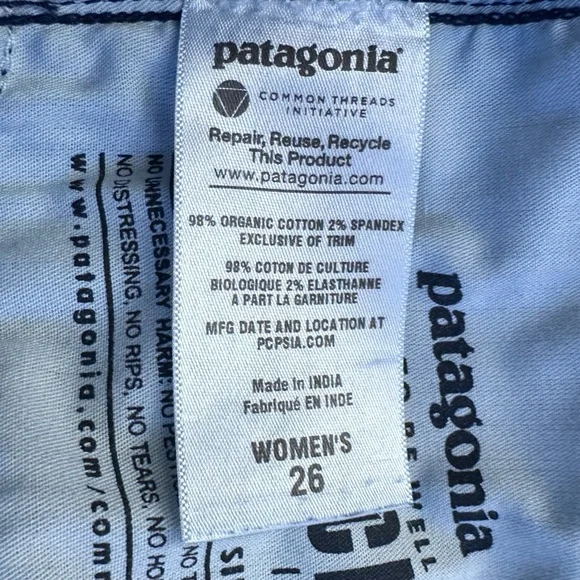 patagonia®
COMMON THREADS
INITIATIVE
Repair, Reuse, Recycle
This Product
www.patagonia.com
98% ORGANIC COTTON 2% SPANDEX
EXCLUSIVE OF TRIM
98% COTON DE CULTURE
BIOLOGIQUE 2% ELASTHANNE
A PART LA GARNITURE
MFG DATE AND LOCATION AT
PCPSIA.COM
Made in INDIA
Fabriqué EN INDE
WOMEN'S
26
patagonia
BE WELL
NO UNNECESSARY HARM: NO
NO DISTRESSING, NO RIPS, NO TEARS, NO
www.patagonia.com/